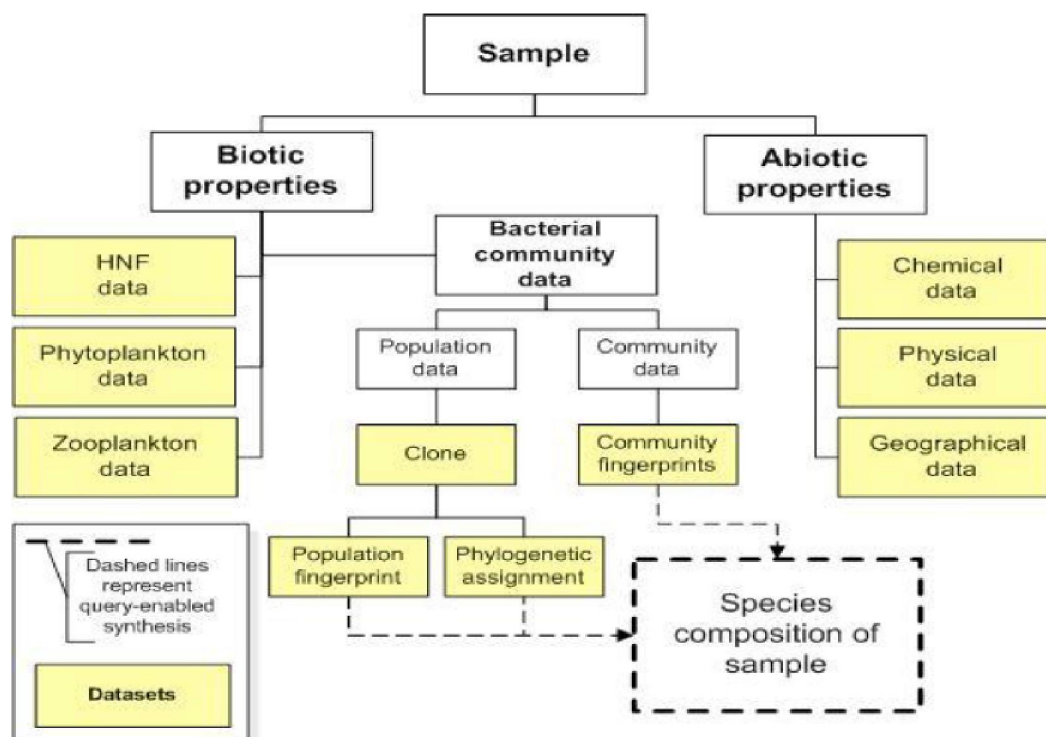 Sample
Biotic
properties
Abiotic
properties
Bacterial
community
data
HNF
data
Phytoplankton
data
Zooplankton
data
Population
data
Community
data
Clone
Community
fingerprints
Population
fingerprint
Phylogenetic
assignment
Chemical
data
Physical
data
Geographical
data
Species
composition of
sample
Dashed lines
represent
query-enabled
synthesis
Datasets